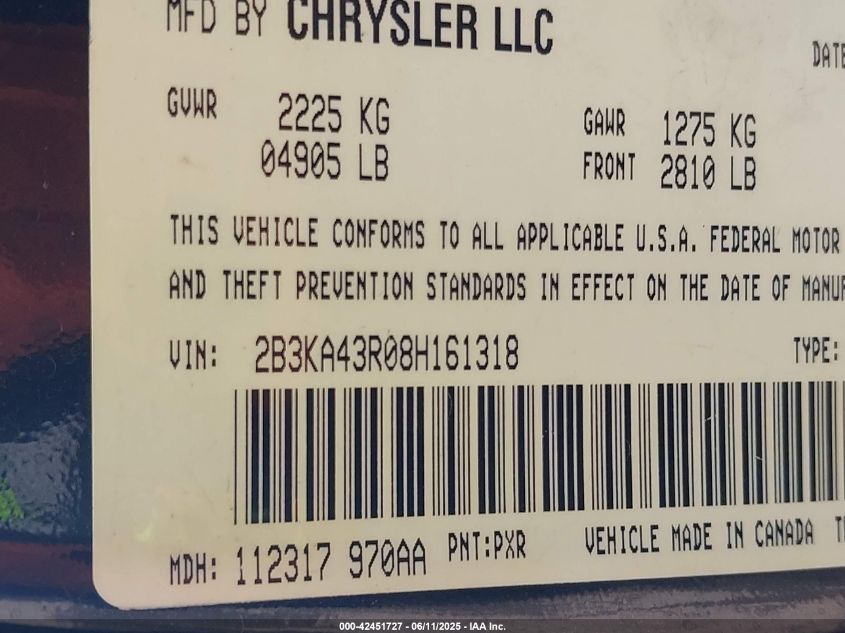 MFD BY CHRYSLER LLC
DATE
GVWR 2225 KG
04905 LB
GAWR 1275 KG
FRONT 2810 LB
THIS VEHICLE CONFORMS TO ALL APPLICABLE U.S.A. FEDERAL MOTOR
AND THEFT PREVENTION STANDARDS IN EFFECT ON THE DATE OF MANUF
VIN: 2B3KA43R08H161318
TYPE:
MDH: 112317 970AA PNT:PXR VEHICLE MADE IN CANADA
000-42451727 - 06/11/2025 - IAA Inc.